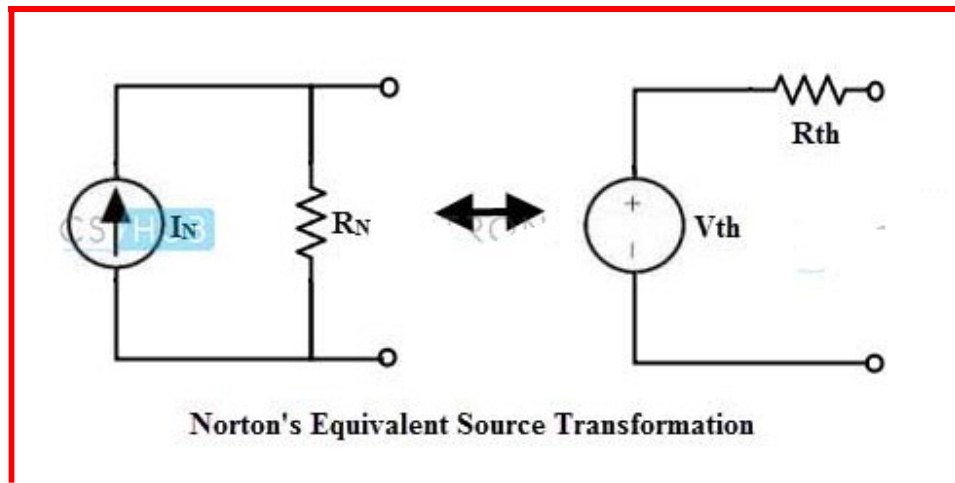 Rth
IN
RN
+
Vth
-
Norton's Equivalent Source Transformation